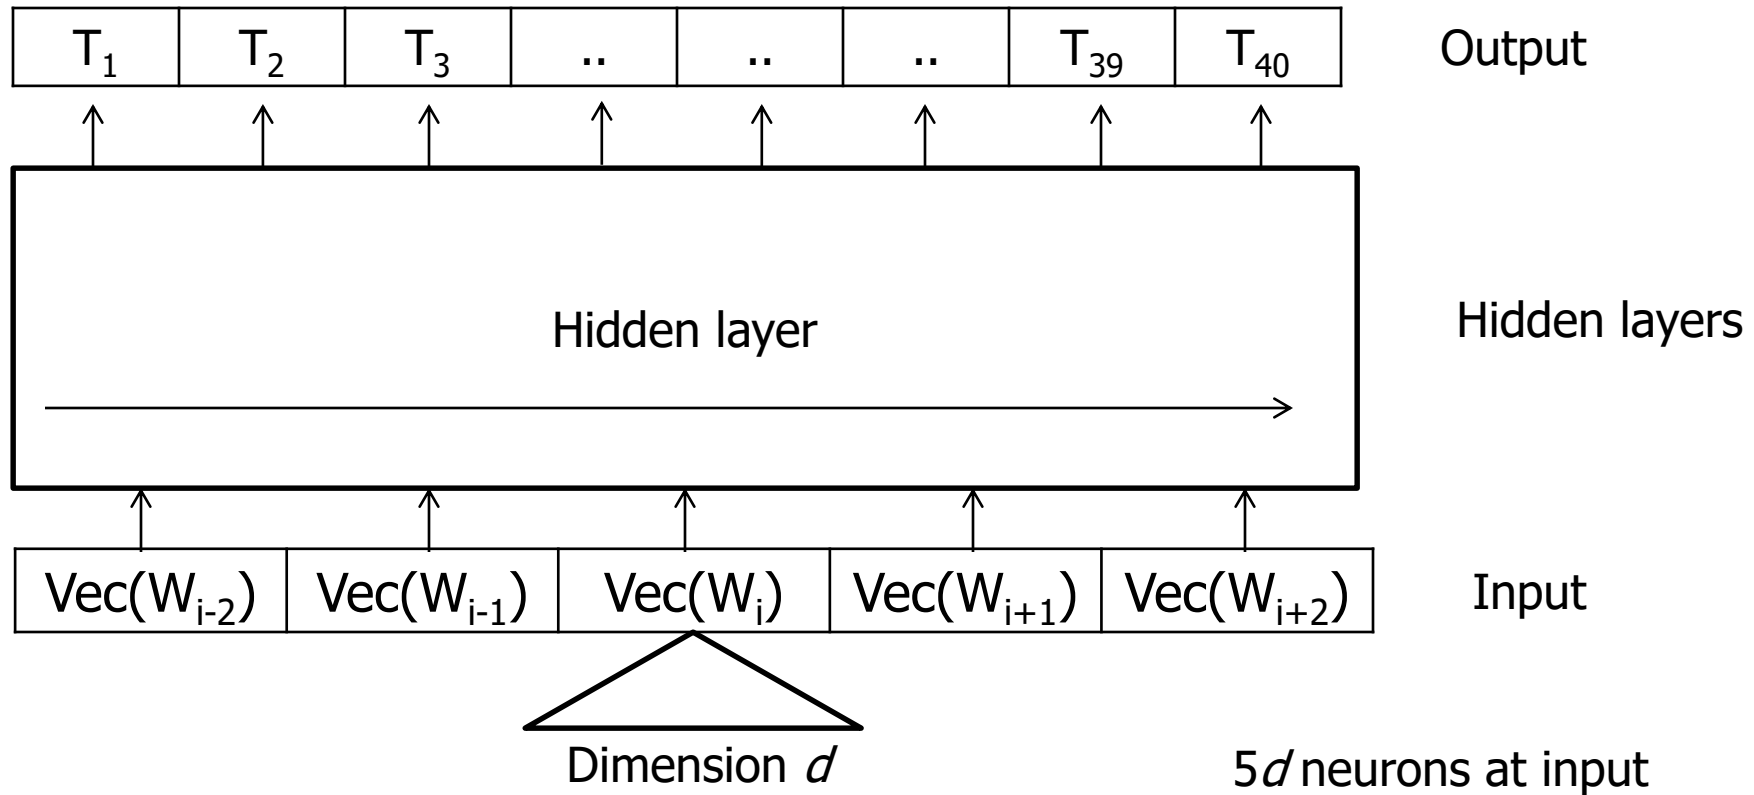 T₁ T₂ T₃ .. .. .. T₃₉ T₄₀ Output
Hidden layer
Hidden layers
Vec(Wᵢ₋₂) Vec(Wᵢ₋₁) Vec(Wᵢ) Vec(Wᵢ₊₁) Vec(Wᵢ₊₂) Input
Dimension d
5d neurons at input